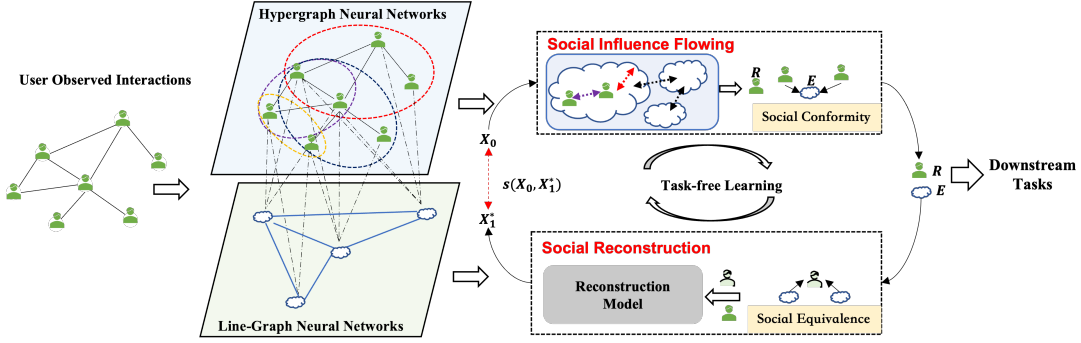 Hypergraph Neural Networks
User Observed Interactions
Social Influence Flowing
R
E
Social Conformity
X₀
s(X₀, X₁*)
X₁*
Task-free Learning
R
E
Downstream
Tasks
Social Reconstruction
Reconstruction
Model
Social Equivalence
Line-Graph Neural Networks